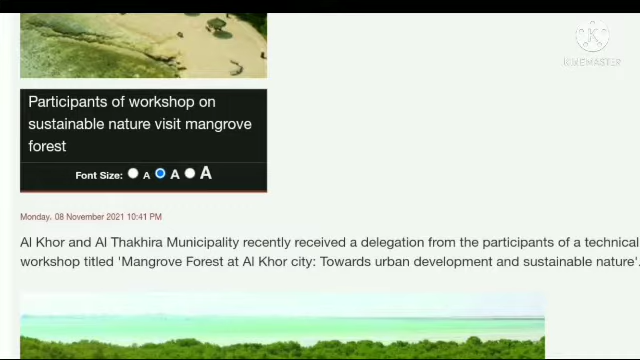 KINEMASTER
Participants of workshop on
sustainable nature visit mangrove
forest
Font Size: A A A
Monday, 08 November 2021 10:41 PM
Al Khor and Al Thakhira Municipality recently received a delegation from the participants of a technical
workshop titled 'Mangrove Forest at Al Khor city: Towards urban development and sustainable nature'.